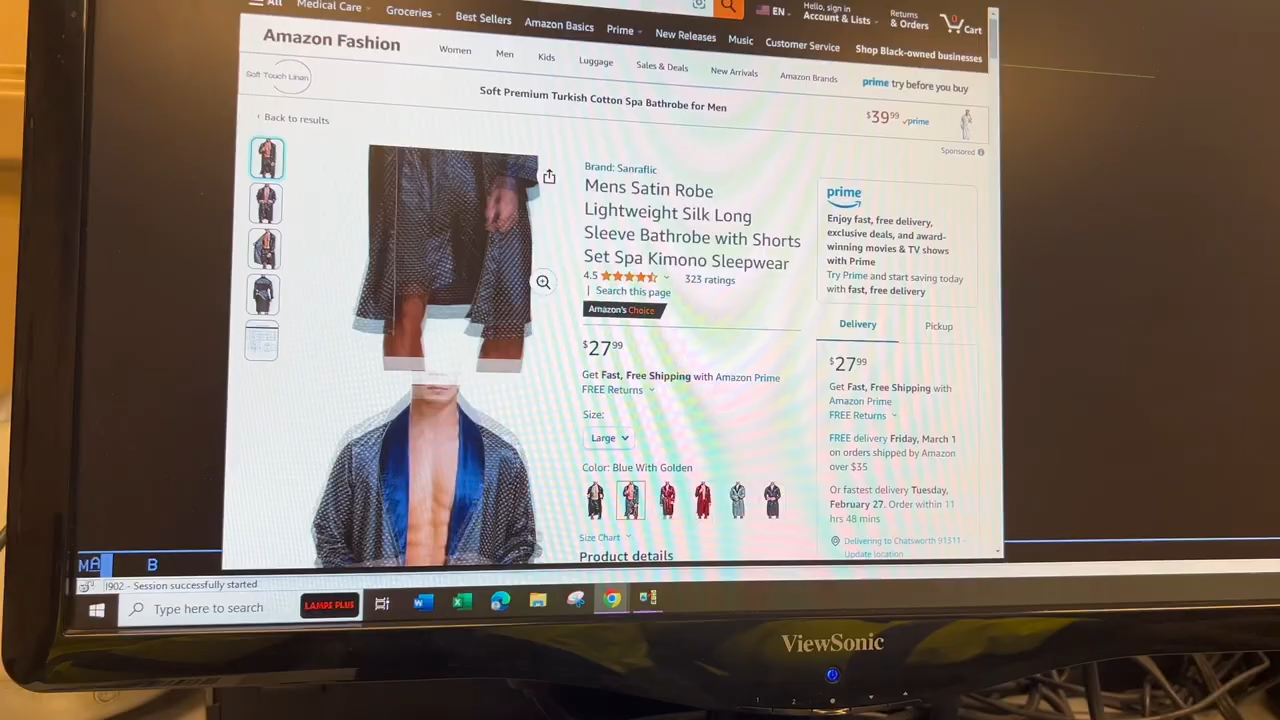 All
Medical Care
Groceries
Best Sellers
Amazon Basics
Prime
New Releases
Music
Customer Service
Shop Black-owned businesses
EN
Hello, sign in
Account & Lists
Returns
& Orders
0
Cart
Amazon Fashion
Women
Men
Kids
Luggage
Sales & Deals
New Arrivals
Amazon Brands
prime try before you buy
Soft Touch Linen
Soft Premium Turkish Cotton Spa Bathrobe for Men
$39.99 prime
Sponsored
‹ Back to results
Brand: Sanraflic
Mens Satin Robe
Lightweight Silk Long
Sleeve Bathrobe with Shorts
Set Spa Kimono Sleepwear
4.5
323 ratings
| Search this page
Amazon's Choice
$27.99
Get Fast, Free Shipping with Amazon Prime
FREE Returns
Size:
Large
Color: Blue With Golden
Size Chart
Product details
prime
Enjoy fast, free delivery,
exclusive deals, and award-
winning movies & TV shows
with Prime
Try Prime and start saving today
with fast, free delivery
Delivery
Pickup
$27.99
Get Fast, Free Shipping with
Amazon Prime
FREE Returns
FREE delivery Friday, March 1
on orders shipped by Amazon
over $35
Or fastest delivery Tuesday,
February 27. Order within 11
hrs 48 mins
Delivering to Chatsworth 91311 -
Update location
MA
B
I902 - Session successfully started
Type here to search
LAMPS PLUS
ViewSonic
1
2